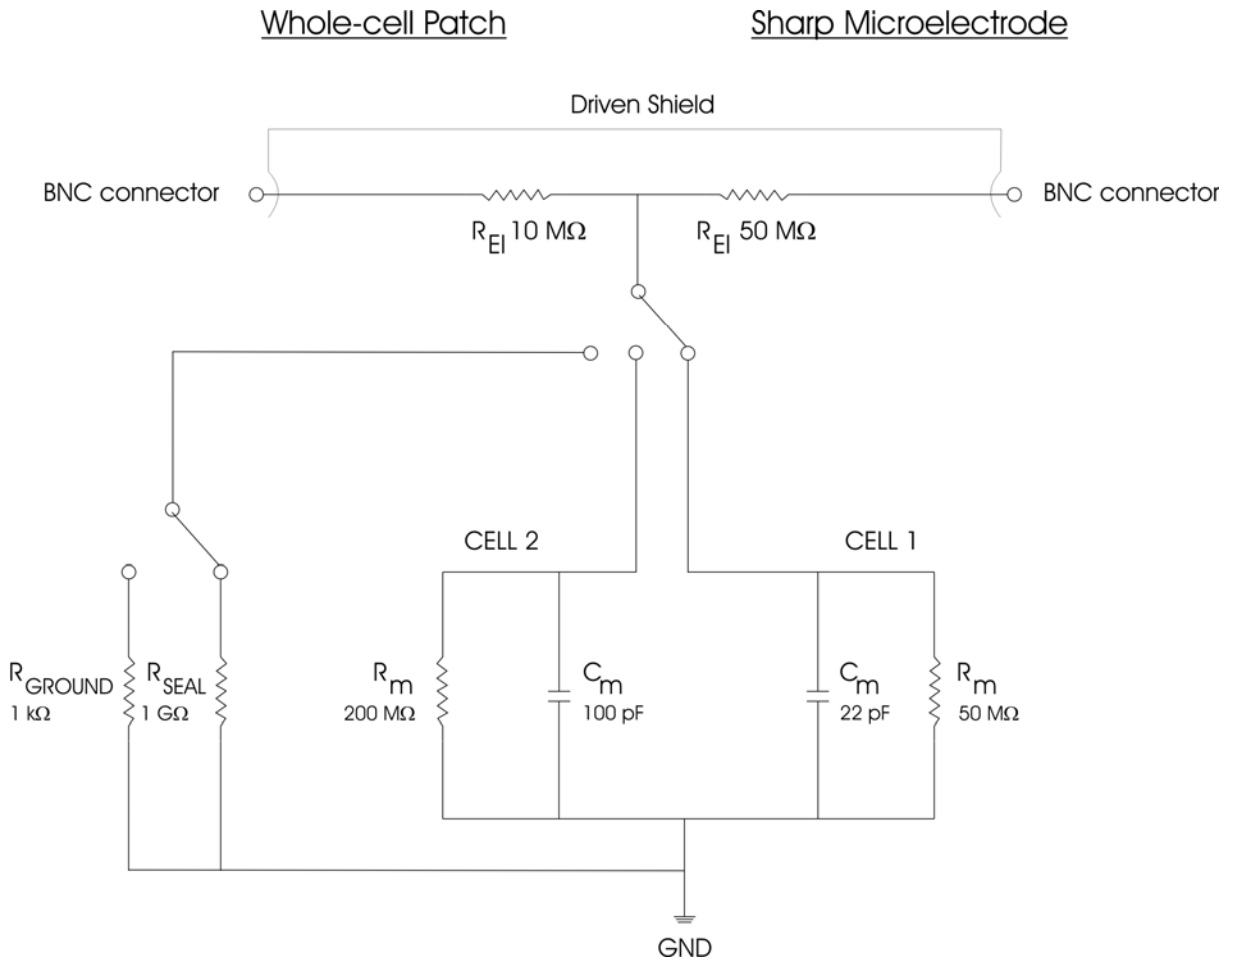 Whole-cell Patch
Sharp Microelectrode
Driven Shield
BNC connector
BNC connector
R_El 10 MΩ
R_El 50 MΩ
CELL 2
CELL 1
R_GROUND
1 kΩ
R_SEAL
1 GΩ
R_m
200 MΩ
C_m
100 pF
C_m
22 pF
R_m
50 MΩ
GND